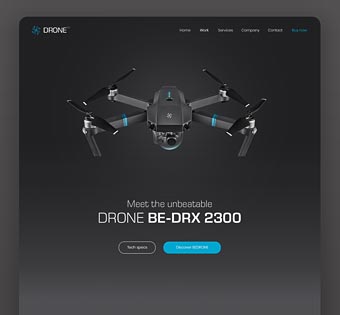 DRONE
Home Work Services Company Contact Buy now
Meet the unbeatable
DRONE BE-DRX 2300
Tech specs Discover BEDRONE